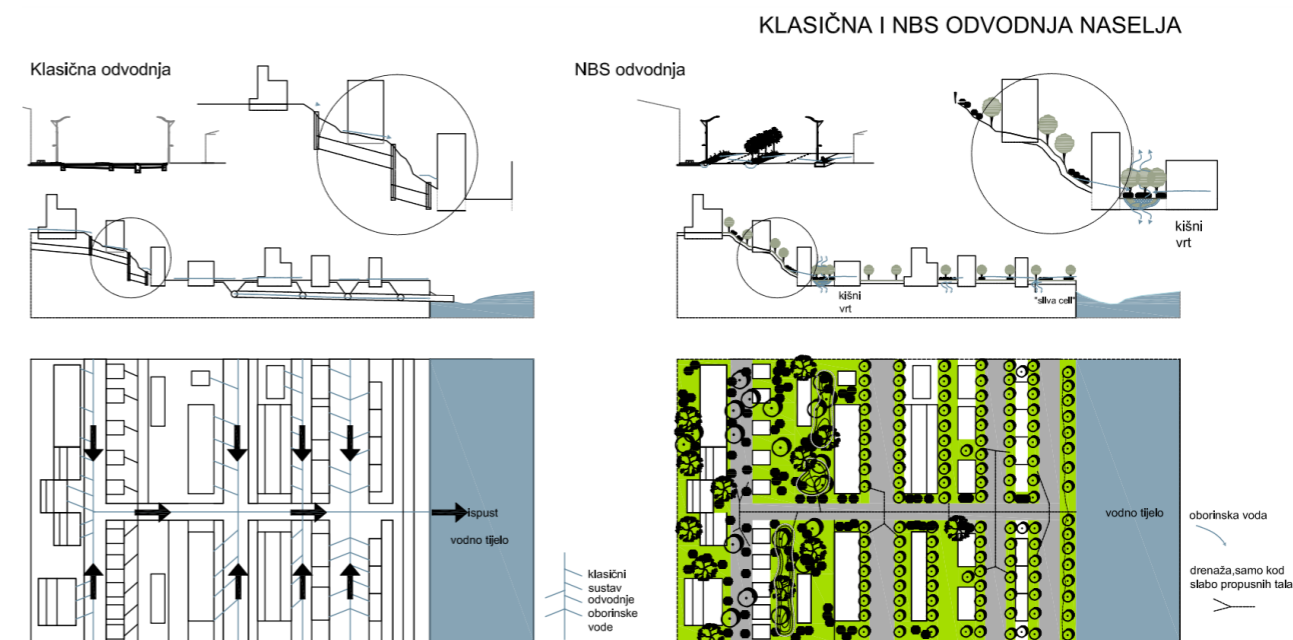 KLASIČNA I NBS ODVODNJA NASELJA
Klasična odvodnja
NBS odvodnja
kišni
vrt
kišni
vrt
"silva cell"
ispust
vodno tijelo
klasični
sustav
odvodnje
oborinske
vode
vodno tijelo
oborinska voda
drenaža,samo kod
slabo propusnih tala